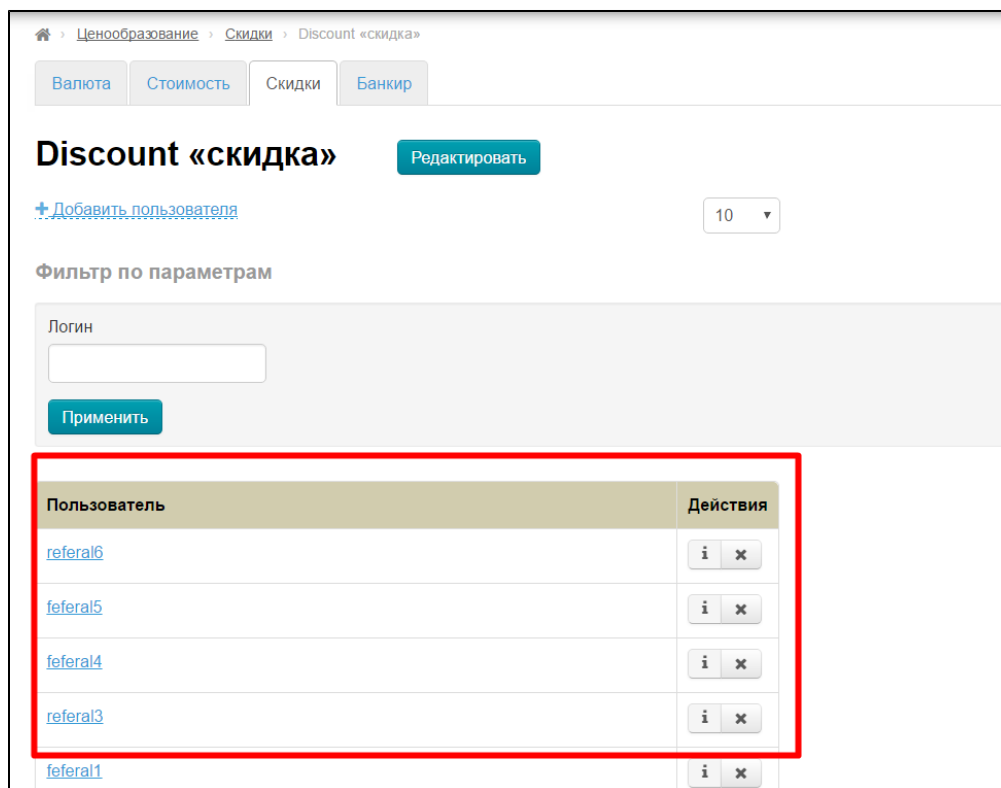 Ценообразование › Скидки › Discount «скидка»
Валюта Стоимость Скидки Банкир
Discount «скидка» Редактировать
+ Добавить пользователя 10
Фильтр по параметрам
Логин
Применить
Пользователь Действия
referal6 i ×
feferal5 i ×
feferal4 i ×
referal3 i ×
feferal1 i ×